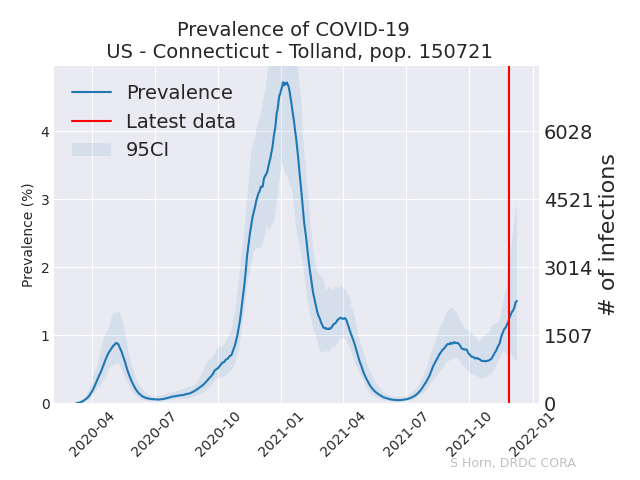 Prevalence of COVID-19
US - Connecticut - Tolland, pop. 150721
Prevalence
Latest data
95CI
Prevalence (%)
4
3
2
1
0
6028
4521
3014
1507
0
# of infections
2020-04
2020-07
2020-10
2021-01
2021-04
2021-07
2021-10
2022-01
S Horn, DRDC CORA